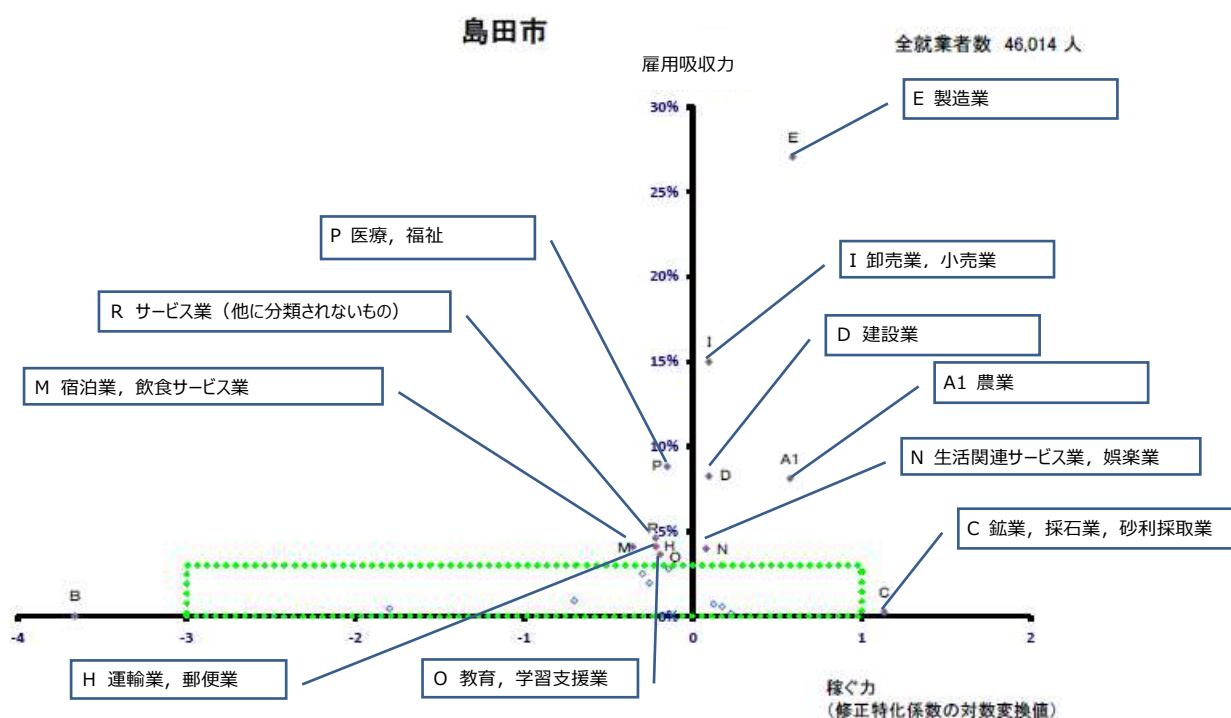 島田市
全就業者数 46,014 人
雇用吸収力
E 製造業
30%
E
25%
P 医療，福祉
I 卸売業，小売業
20%
R サービス業（他に分類されないもの）
D 建設業
I
15%
M 宿泊業，飲食サービス業
A1 農業
10%
N 生活関連サービス業，娯楽業
P
D
A1
C 鉱業，採石業，砂利採取業
R
5%
M
H
N
O
B
C
0%
-4
-3
-2
-1
0
1
2
H 運輸業，郵便業
O 教育，学習支援業
稼ぐ力
（修正特化係数の対数変換値）